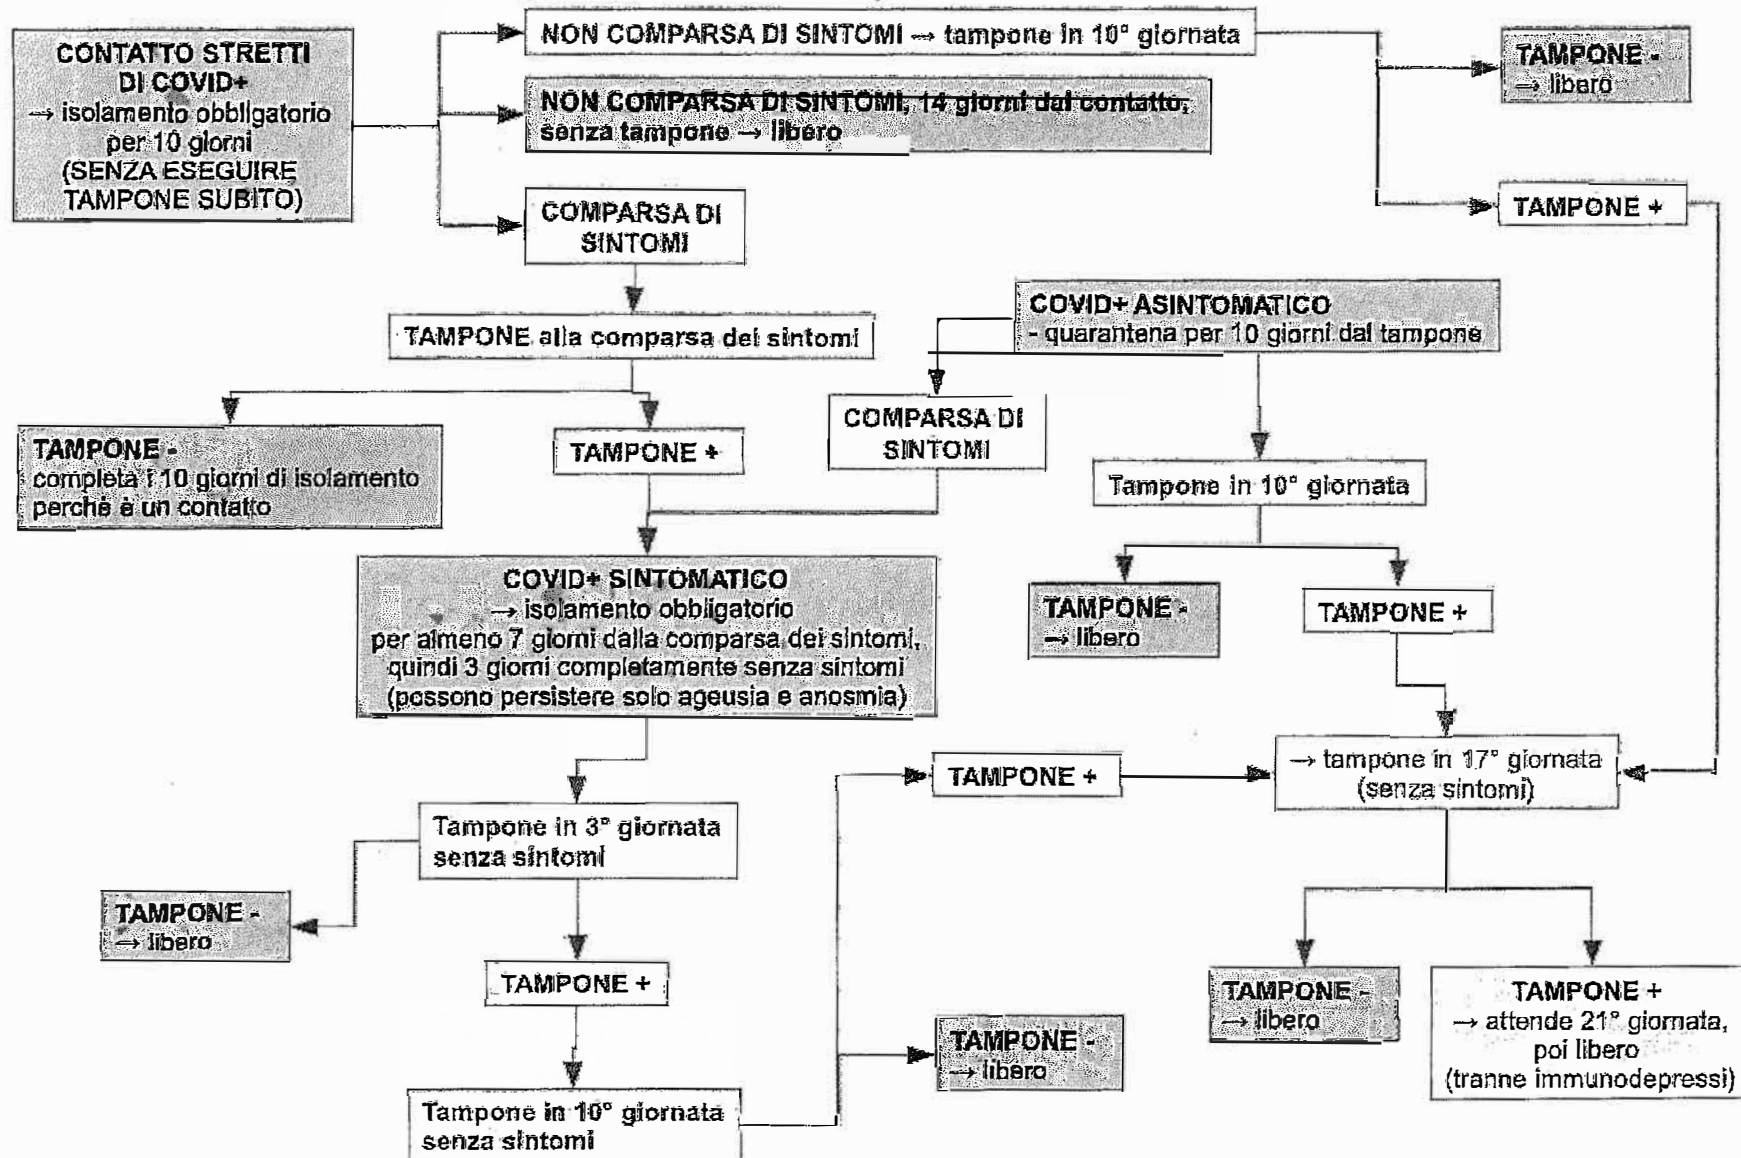 CONTATTO STRETTI
DI COVID+
→ isolamento obbligatorio
per 10 giorni
(SENZA ESEGUIRE
TAMPONE SUBITO)
NON COMPARSA DI SINTOMI → tampone in 10° giornata
NON COMPARSA DI SINTOMI, 14 giorni dal contatto,
senza tampone → libero
COMPARSA DI
SINTOMI
TAMPONE -
→ libero
TAMPONE +
TAMPONE alla comparsa dei sintomi
COVID+ ASINTOMATICO
- quarantena per 10 giorni dal tampone
TAMPONE -
completa i 10 giorni di isolamento
perchè è un contatto
TAMPONE +
COMPARSA DI
SINTOMI
Tampone in 10° giornata
COVID+ SINTOMATICO
→ isolamento obbligatorio
per almeno 7 giorni dalla comparsa dei sintomi,
quindi 3 giorni completamente senza sintomi
(possono persistere solo ageusia e anosmia)
TAMPONE -
→ libero
TAMPONE +
Tampone in 3° giornata
senza sintomi
TAMPONE +
→ tampone in 17° giornata
(senza sintomi)
TAMPONE -
→ libero
TAMPONE +
Tampone in 10° giornata
senza sintomi
TAMPONE -
→ libero
TAMPONE -
→ libero
TAMPONE +
→ attende 21° giornata,
poi libero
(tranne immunodepressi)